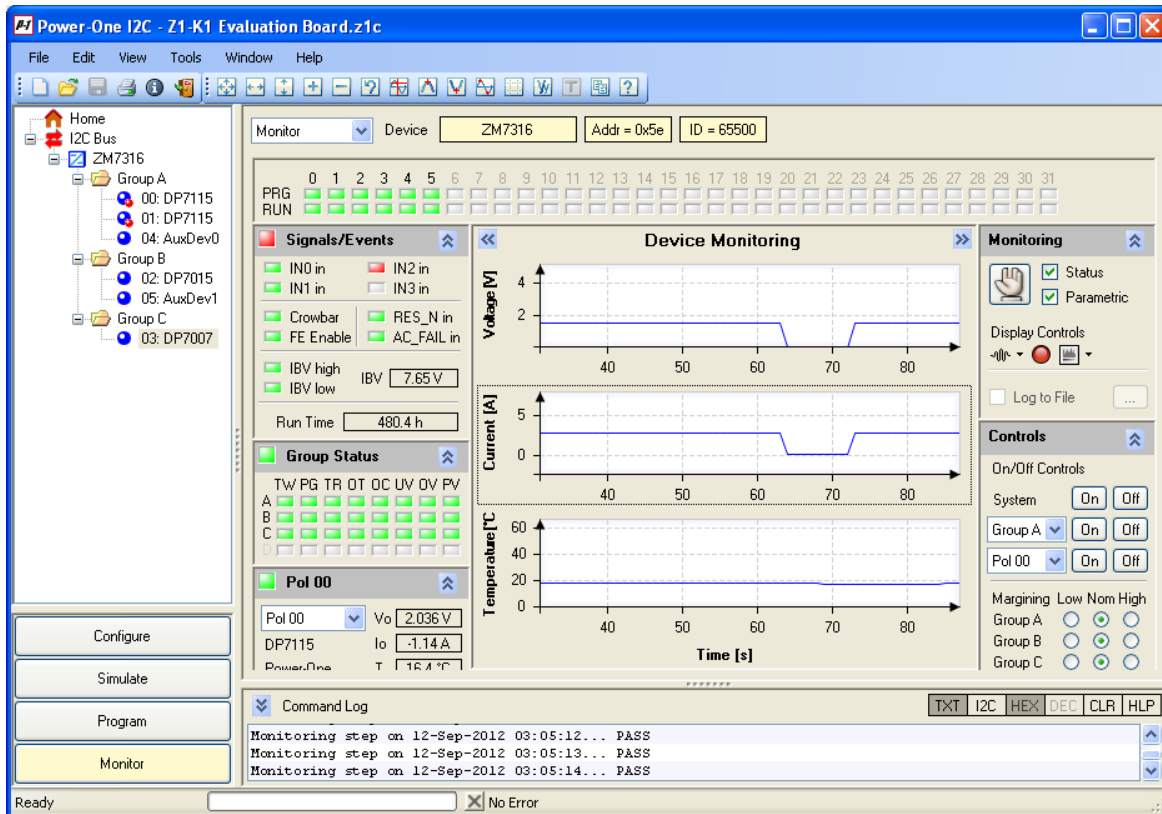 Power-One I2C - Z1-K1 Evaluation Board.z1c
File Edit View Tools Window Help
Home
I2C Bus
ZM7316
Group A
00: DP7115
01: DP7115
04: AuxDev0
Group B
02: DP7015
05: AuxDev1
Group C
03: DP7007
Configure
Simulate
Program
Monitor
Monitor Device ZM7316 Addr = 0x5e ID = 65500
0 1 2 3 4 5 6 7 8 9 10 11 12 13 14 15 16 17 18 19 20 21 22 23 24 25 26 27 28 29 30 31
PRG
RUN
Signals/Events
IN0 in IN2 in
IN1 in IN3 in
Crowbar RES_N in
FE Enable AC_FAIL in
IBV high
IBV low
IBV 7.65 V
Run Time 480.4 h
Group Status
TW PG TR OT OC UV OV PV
A
B
C
D
Pol 00
Pol 00 Vo 2.036 V
DP7115 Io -1.14 A
Power-One T 16.4 °C
Device Monitoring
Voltage [V]
4
2
40 50 60 70 80
Current [A]
5
0
40 50 60 70 80
Temperature [°C
60
40
20
0
40 50 60 70 80
Time [s]
Monitoring
Status
Parametric
Display Controls
Log to File ...
Controls
On/Off Controls
System On Off
Group A On Off
Pol 00 On Off
Margining Low Nom High
Group A
Group B
Group C
Command Log TXT I2C HEX DEC CLR HLP
Monitoring step on 12-Sep-2012 03:05:12... PASS
Monitoring step on 12-Sep-2012 03:05:13... PASS
Monitoring step on 12-Sep-2012 03:05:14... PASS
Ready No Error